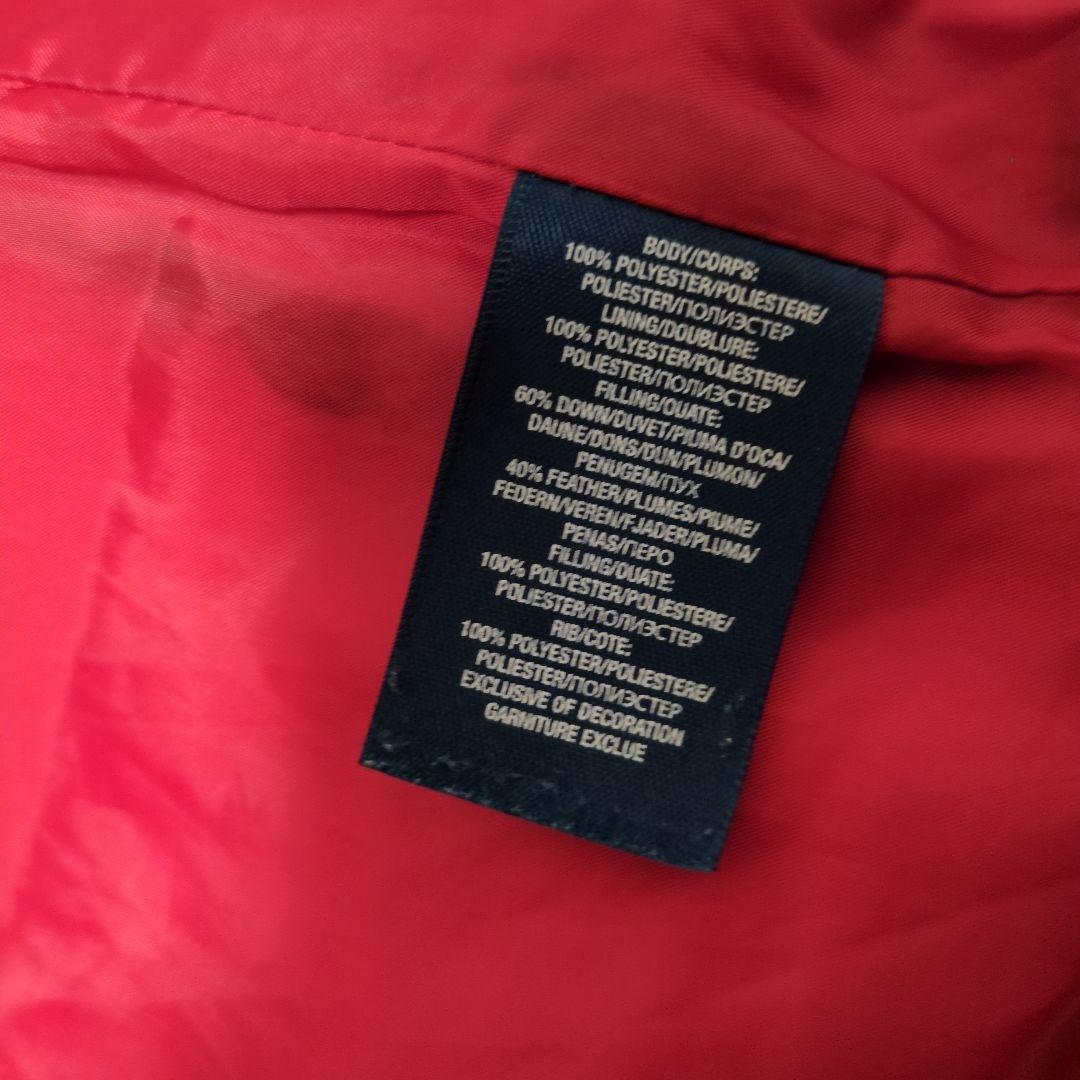 BODY/CORPS:
100% POLYESTER/POLIESTERE/
POLIESTER/ПОЛИЭСТЕР
LINING/DOUBLURE:
100% POLYESTER/POLIESTERE/
POLIESTER/ПОЛИЭСТЕР
FILLING/OUATE:
60% DOWN/DUVET/PIUMA D'OCA/
DAUNE/DONS/DUN/PLUMON/
PENUGEM/ПУХ
40% FEATHER/PLUMES/PIUME/
FEDERN/VEREN/FJADER/PLUMA/
PENAS/ПЕРО
FILLING/OUATE:
100% POLYESTER/POLIESTERE/
POLIESTER/ПОЛИЭСТЕР
RIB/COTE:
100% POLYESTER/POLIESTERE/
POLIESTER/ПОЛИЭСТЕР
EXCLUSIVE OF DECORATION
GARNITURE EXCLUE